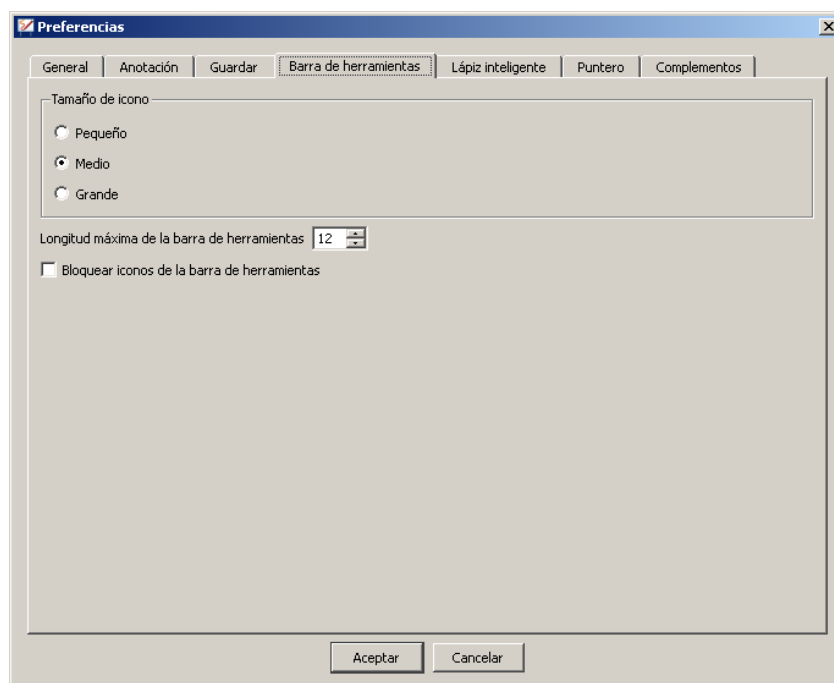 Preferencias
General Anotación Guardar Barra de herramientas Lápiz inteligente Puntero Complementos
Tamaño de icono
Pequeño
Medio
Grande
Longitud máxima de la barra de herramientas 12
Bloquear iconos de la barra de herramientas
Aceptar Cancelar